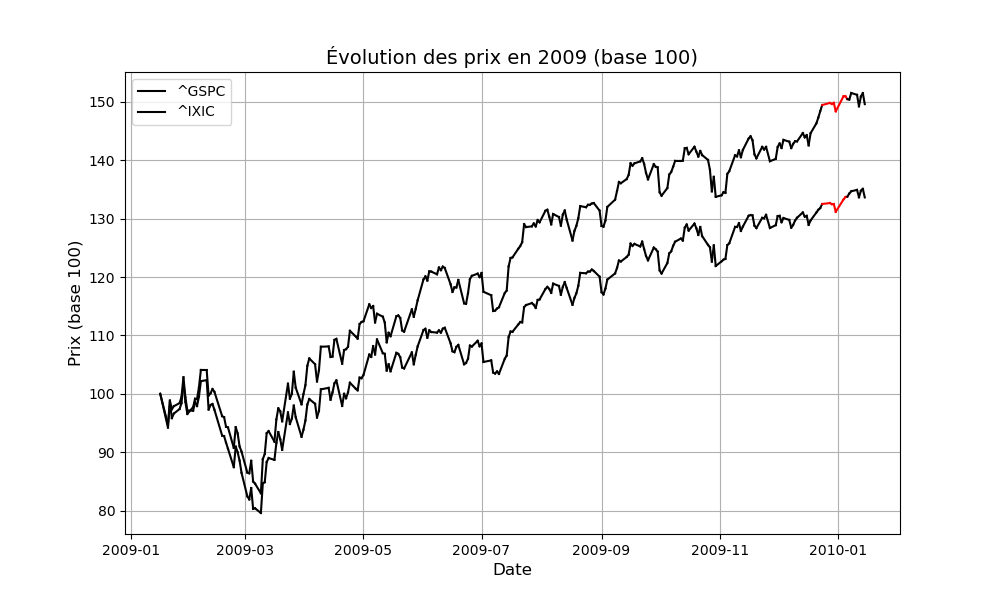 Évolution des prix en 2009 (base 100)
^GSPC
^IXIC
Prix (base 100)
150
140
130
120
110
100
90
80
2009-01 2009-03 2009-05 2009-07 2009-09 2009-11 2010-01
Date